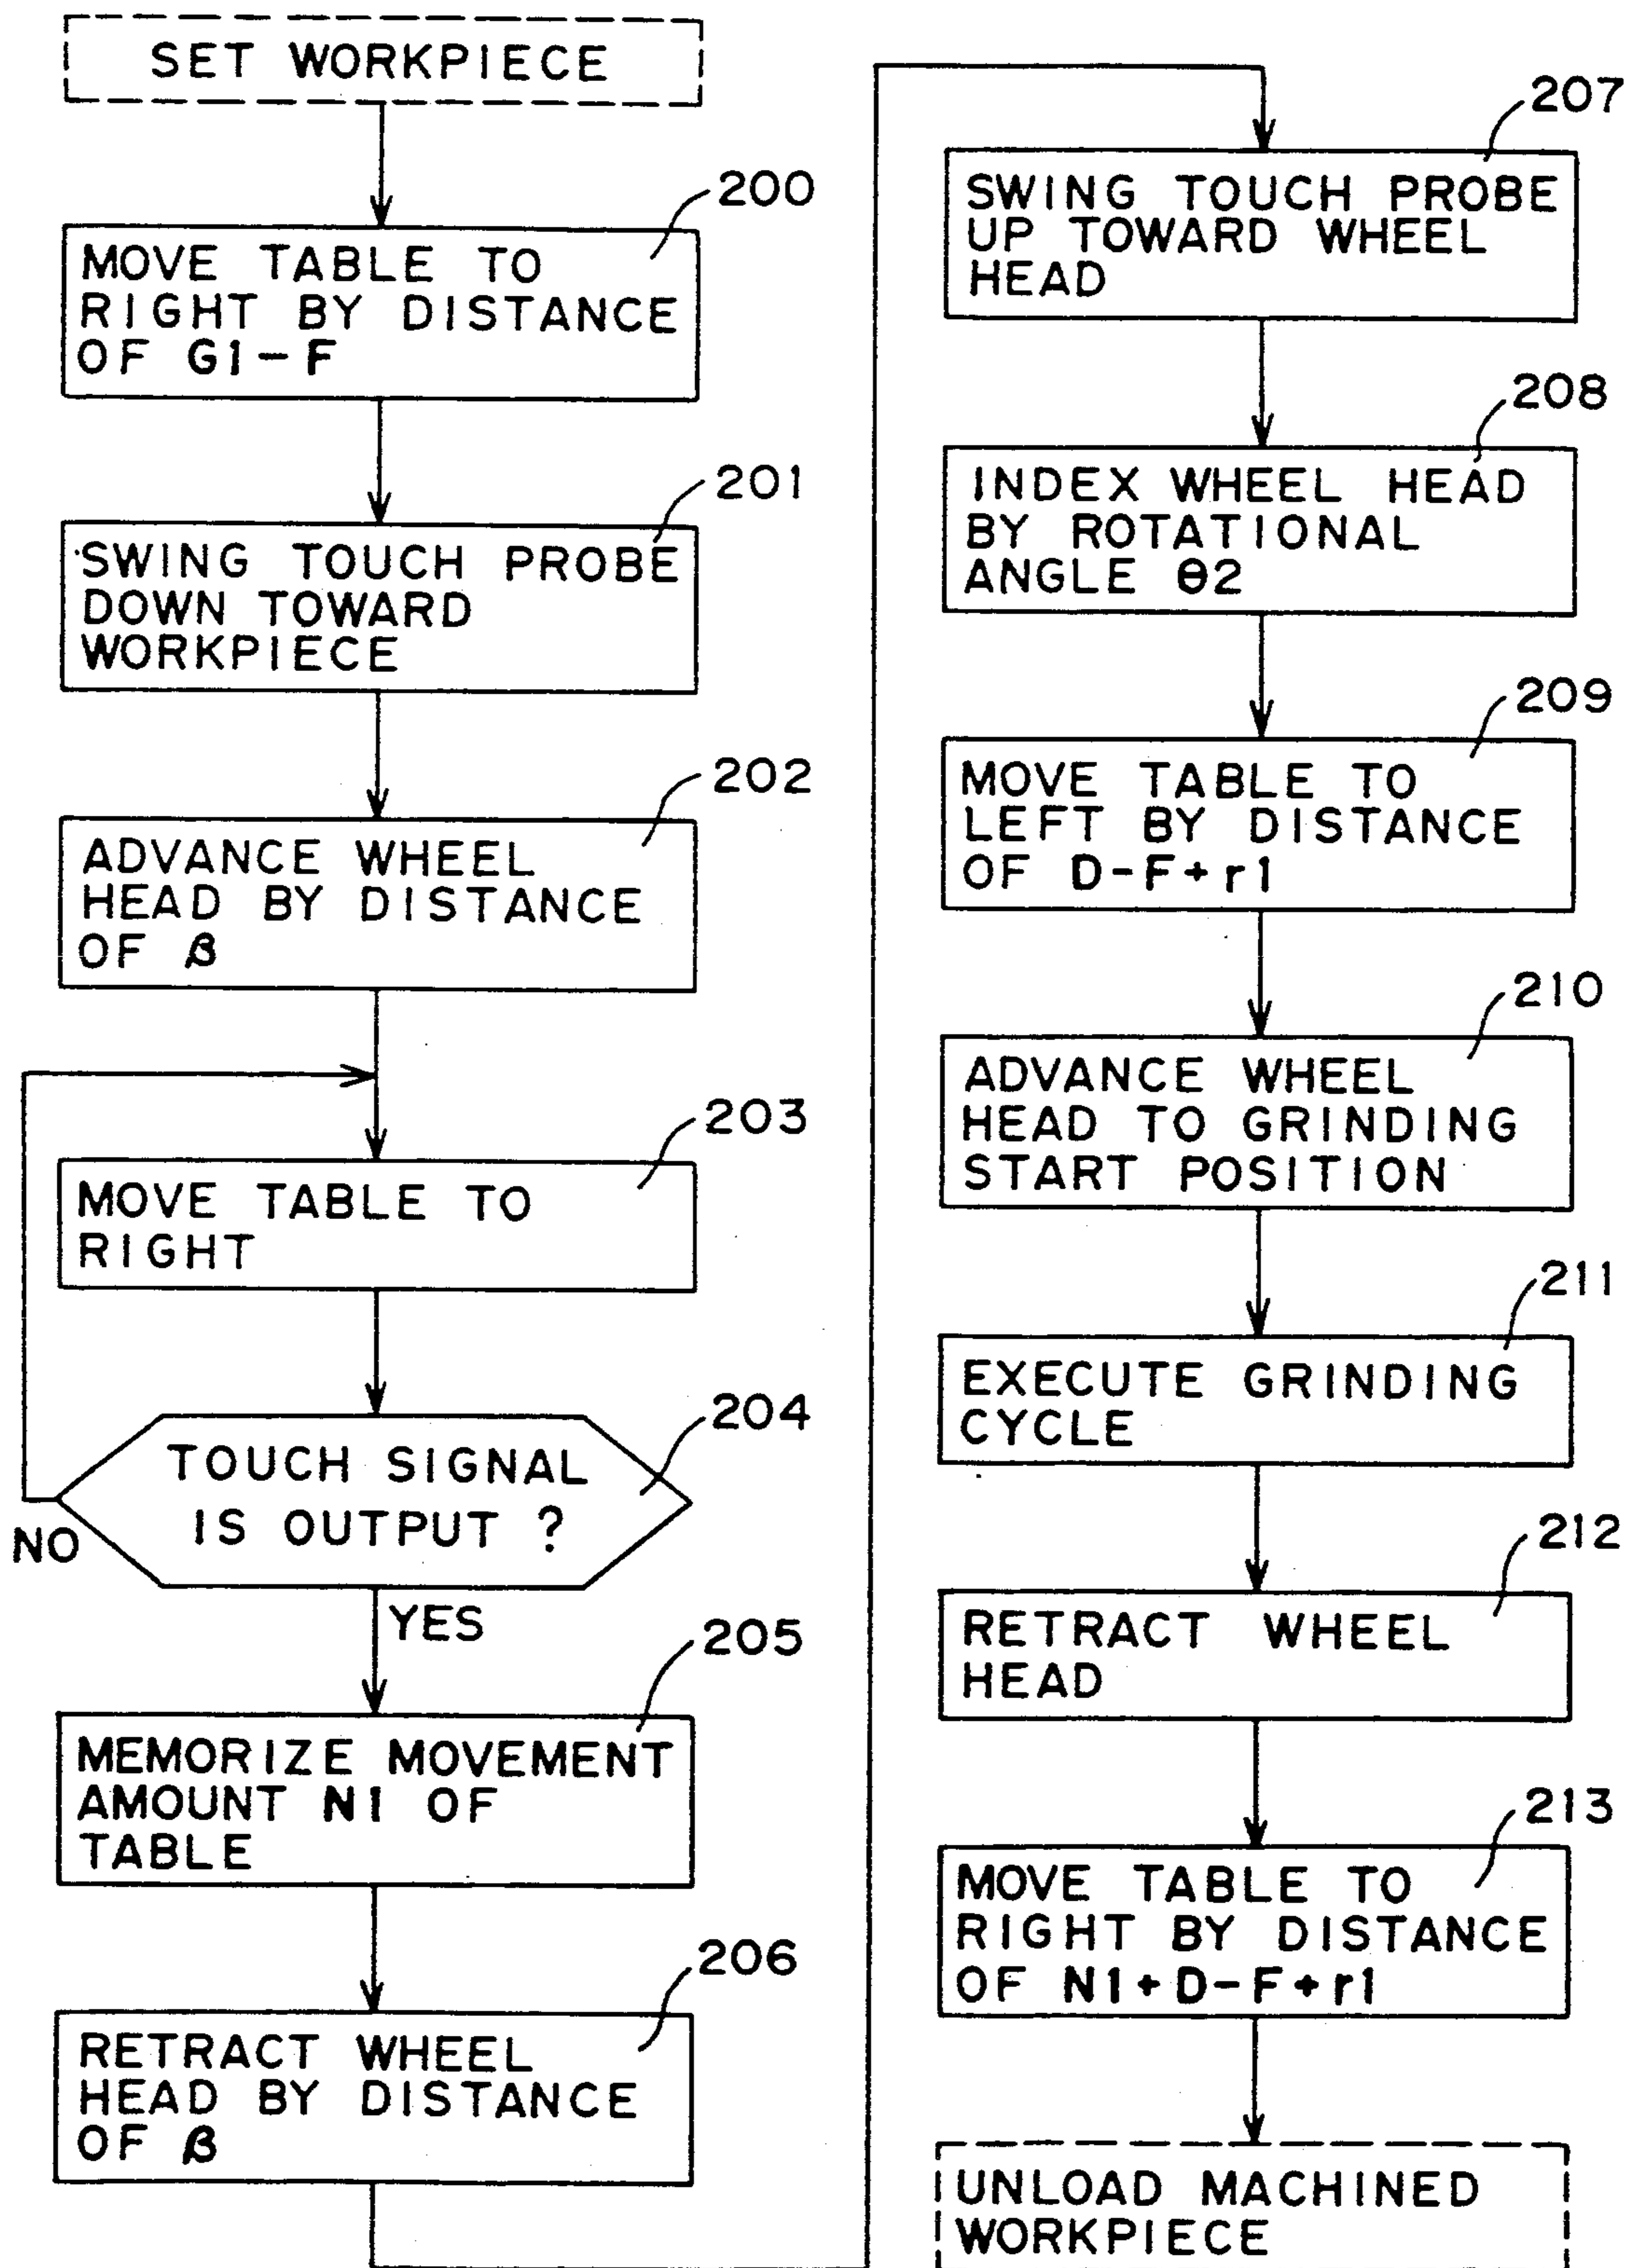 SET WORKPIECE
200
MOVE TABLE TO
RIGHT BY DISTANCE
OF G1-F
201
SWING TOUCH PROBE
DOWN TOWARD
WORKPIECE
202
ADVANCE WHEEL
HEAD BY DISTANCE
OF β
203
MOVE TABLE TO
RIGHT
204
TOUCH SIGNAL
IS OUTPUT ?
NO
YES
205
MEMORIZE MOVEMENT
AMOUNT N1 OF
TABLE
206
RETRACT WHEEL
HEAD BY DISTANCE
OF β
207
SWING TOUCH PROBE
UP TOWARD WHEEL
HEAD
208
INDEX WHEEL HEAD
BY ROTATIONAL
ANGLE θ2
209
MOVE TABLE TO
LEFT BY DISTANCE
OF D-F+r1
210
ADVANCE WHEEL
HEAD TO GRINDING
START POSITION
211
EXECUTE GRINDING
CYCLE
212
RETRACT WHEEL
HEAD
213
MOVE TABLE TO
RIGHT BY DISTANCE
OF N1+D-F+r1
UNLOAD MACHINED
WORKPIECE